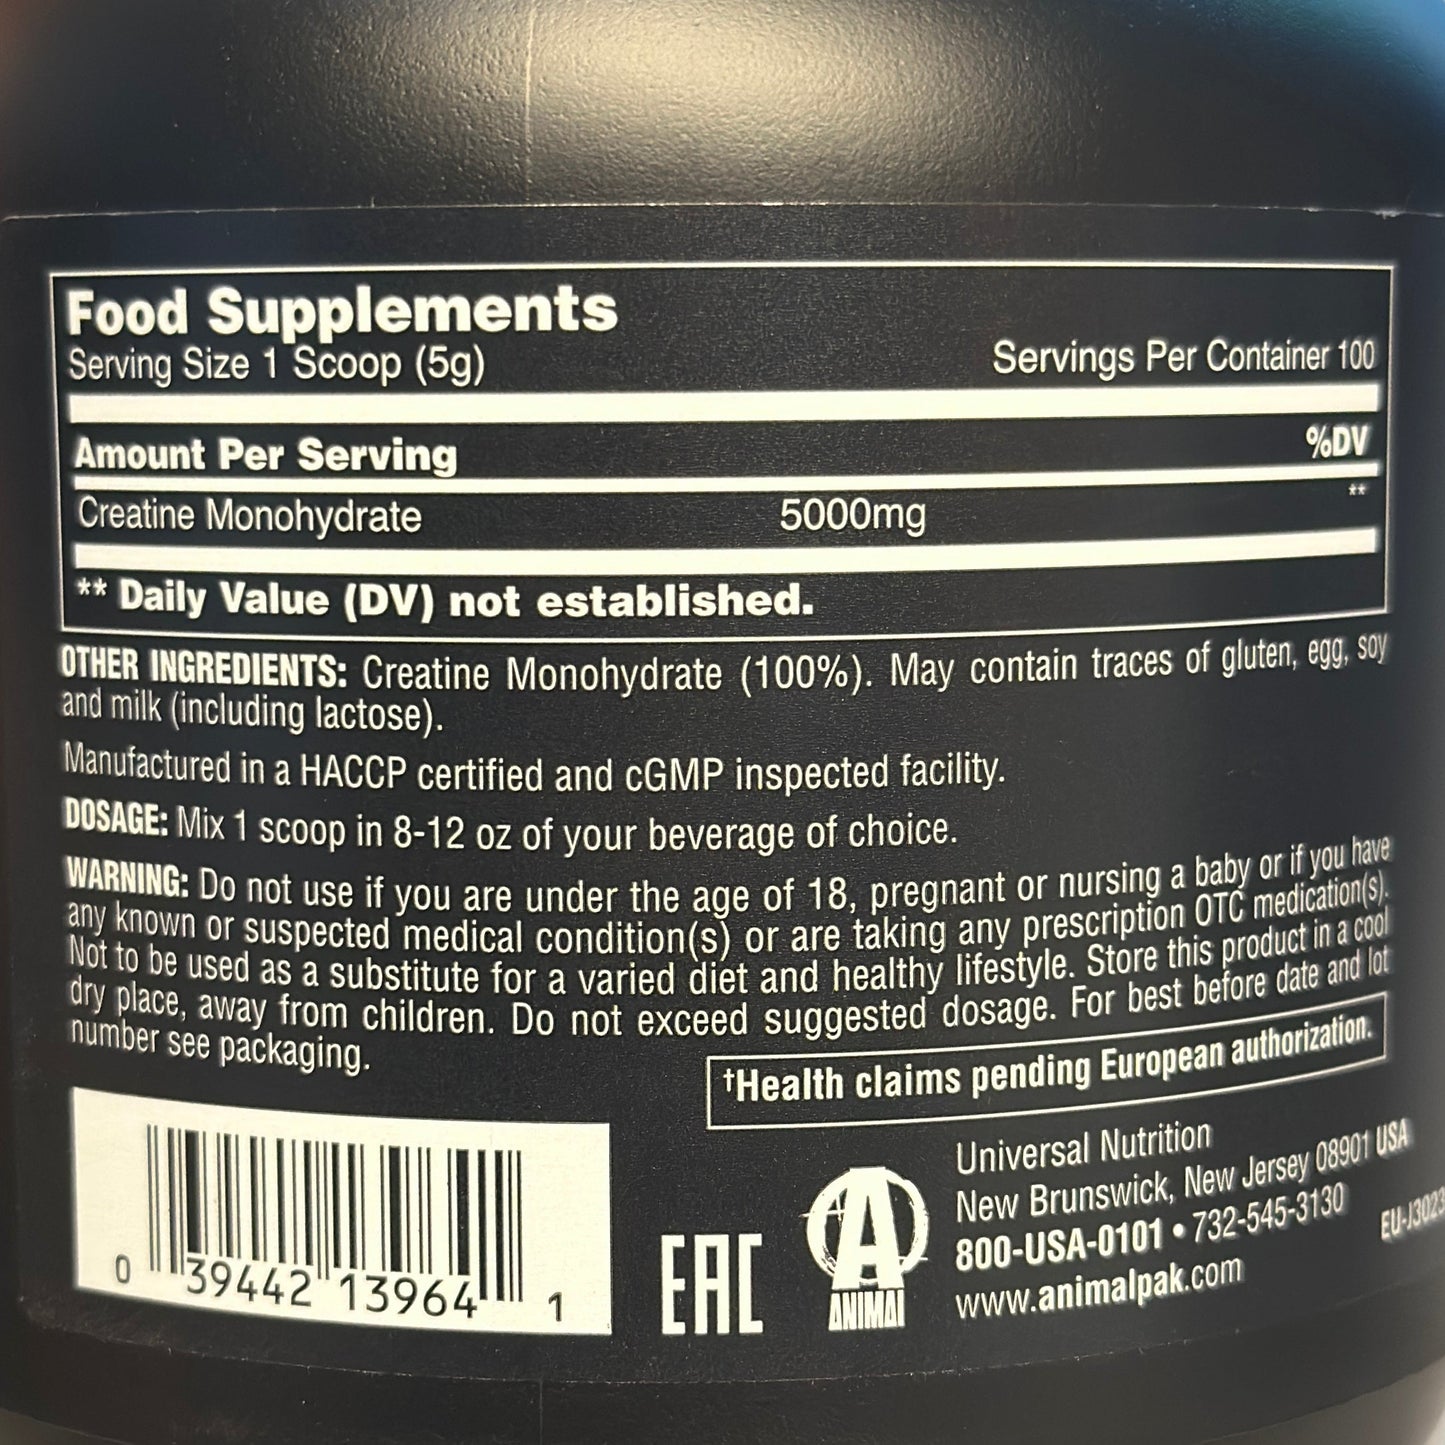 Food Supplements
Serving Size 1 Scoop (5g)
Servings Per Container 100
Amount Per Serving
%DV
Creatine Monohydrate 5000mg **
** Daily Value (DV) not established.
OTHER INGREDIENTS: Creatine Monohydrate (100%). May contain traces of gluten, egg, soy
and milk (including lactose).
Manufactured in a HACCP certified and cGMP inspected facility.
DOSAGE: Mix 1 scoop in 8-12 oz of your beverage of choice.
WARNING: Do not use if you are under the age of 18, pregnant or nursing a baby or if you have
any known or suspected medical condition(s) or are taking any prescription OTC medication(s).
Not to be used as a substitute for a varied diet and healthy lifestyle. Store this product in a cool
dry place, away from children. Do not exceed suggested dosage. For best before date and lot
number see packaging.
†Health claims pending European authorization.
0 39442 13964 1
EAC
A
ANIMAL
Universal Nutrition
New Brunswick, New Jersey 08901 USA
800-USA-0101 • 732-545-3130
www.animalpak.com